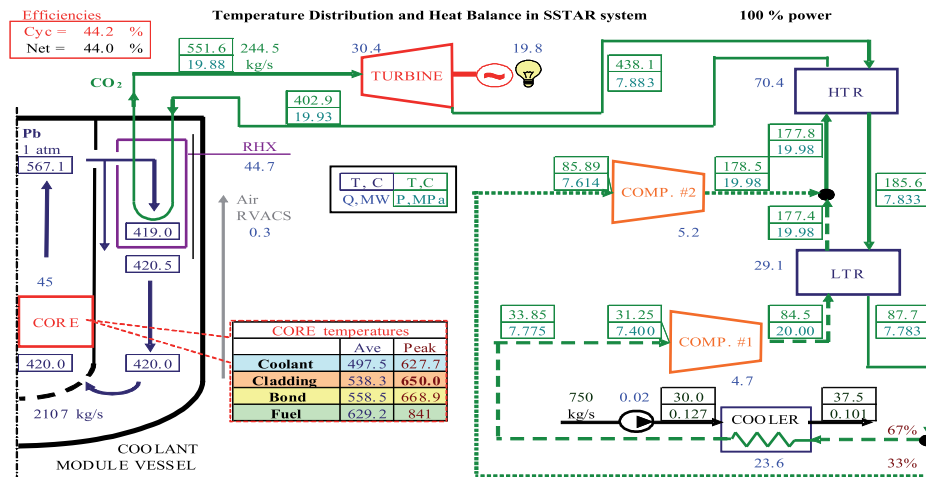 Efficiencies
Cyc = 44.2 %
Net = 44.0 %
Temperature Distribution and Heat Balance in SSTAR system
100 % power
551.6
19.88
244.5
kg/s
30.4
TURBINE
19.8
~
438.1
7.883
70.4
HTR
CO2
402.9
19.93
Pb
1 atm
567.1
RHX
44.7
T, C
T,C
Q,MW
P,MPa
85.89
7.614
COMP. #2
5.2
178.5
19.98
177.8
19.98
185.6
7.833
Air
RVACS
0.3
419.0
420.5
177.4
19.98
29.1
LTR
45
CORE
420.0
420.0
2107 kg/s
COOLANT
MODULE VESSEL
CORE temperatures
Ave Peak
Coolant 497.5 627.7
Cladding 538.3 650.0
Bond 558.5 668.9
Fuel 629.2 841
33.85
7.775
31.25
7.400
COMP. #1
4.7
84.5
20.00
87.7
7.783
750
kg/s
0.02
30.0
0.127
COOLER
23.6
37.5
0.101
67%
33%